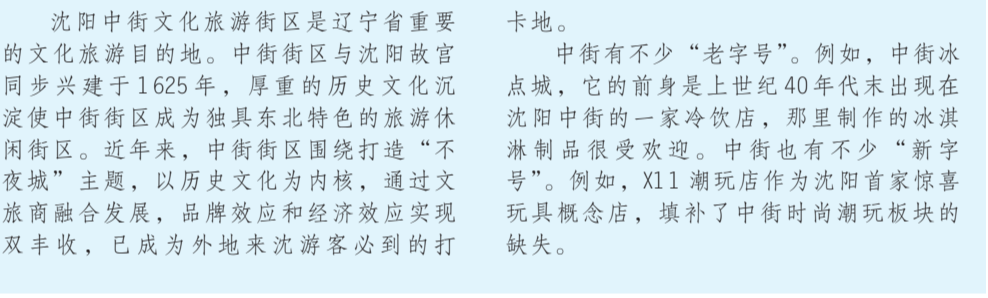 沈阳中街文化旅游街区是辽宁省重要
的文化旅游目的地。中街街区与沈阳故宫
同步兴建于1625年，厚重的历史文化沉
淀使中街街区成为独具东北特色的旅游休
闲街区。近年来，中街街区围绕打造“不
夜城”主题，以历史文化为内核，通过文
旅商融合发展，品牌效应和经济效应实现
双丰收，已成为外地来沈游客必到的打
卡地。
中街有不少“老字号”。例如，中街冰
点城，它的前身是上世纪40年代末出现在
沈阳中街的一家冷饮店，那里制作的冰淇
淋制品很受欢迎。中街也有不少“新字
号”。例如，X11潮玩店作为沈阳首家惊喜
玩具概念店，填补了中街时尚潮玩板块的
缺失。